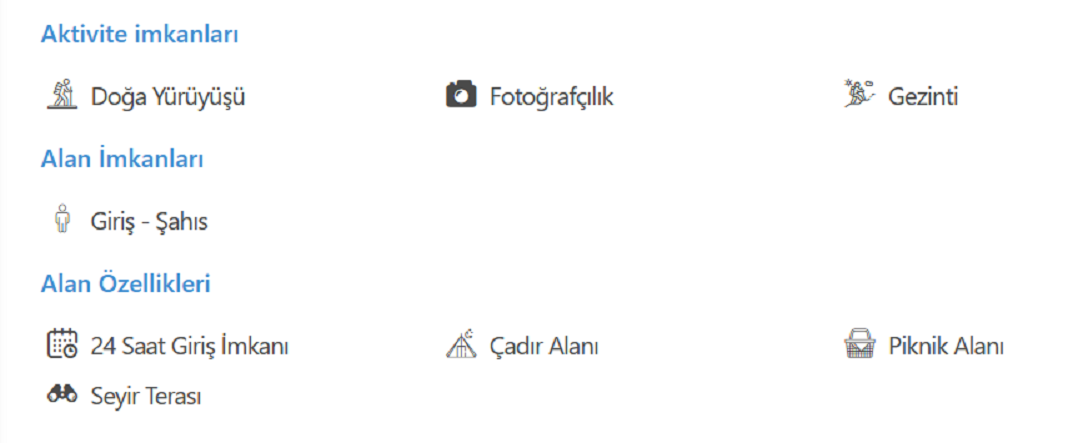 Aktivite imkanları
Doğa Yürüyüşü Fotoğrafçılık Gezinti
Alan İmkanları
Giriş - Şahıs
Alan Özellikleri
24 Saat Giriş İmkanı Çadır Alanı Piknik Alanı
Seyir Terası